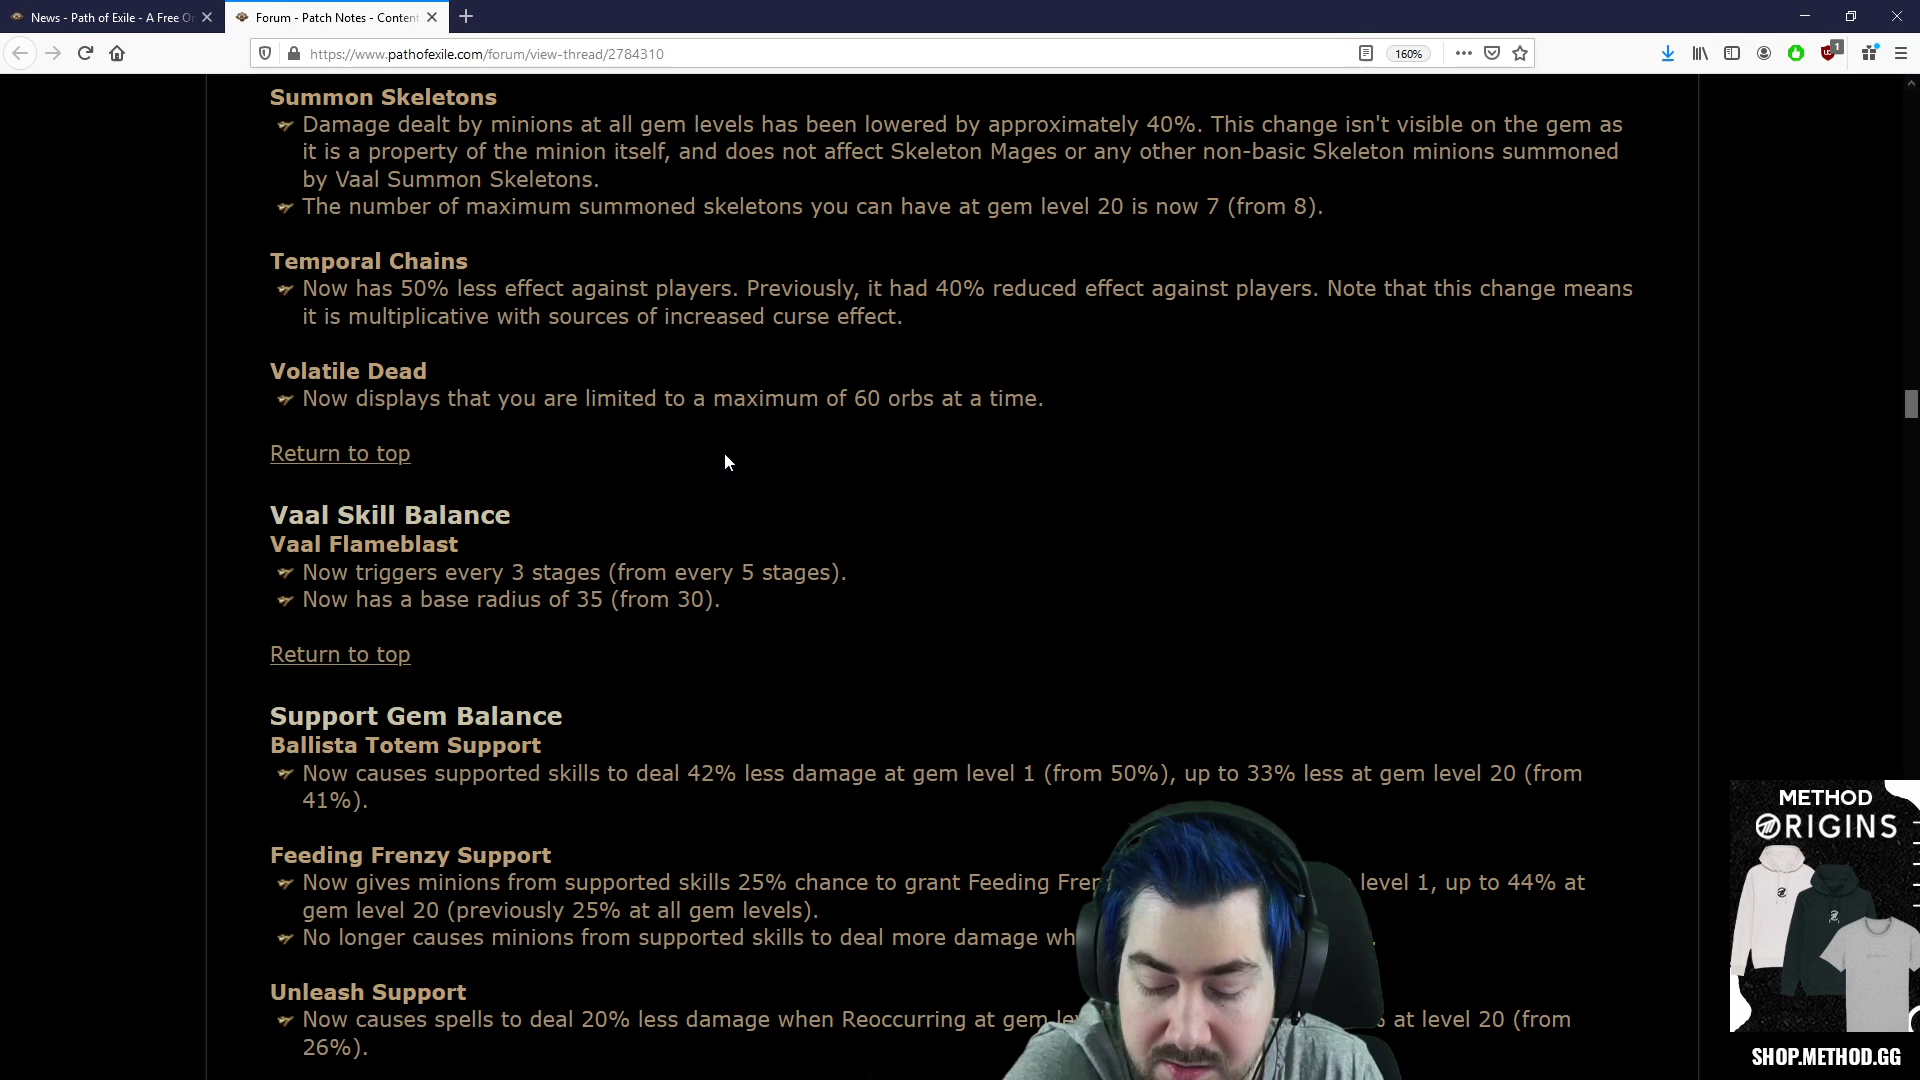 News - Path of Exile - A Free O
Forum - Patch Notes - Content
https://www.pathofexile.com/forum/view-thread/2784310
160%
1
Summon Skeletons
Damage dealt by minions at all gem levels has been lowered by approximately 40%. This change isn't visible on the gem as
it is a property of the minion itself, and does not affect Skeleton Mages or any other non-basic Skeleton minions summoned
by Vaal Summon Skeletons.
The number of maximum summoned skeletons you can have at gem level 20 is now 7 (from 8).
Temporal Chains
Now has 50% less effect against players. Previously, it had 40% reduced effect against players. Note that this change means
it is multiplicative with sources of increased curse effect.
Volatile Dead
Now displays that you are limited to a maximum of 60 orbs at a time.
Return to top
Vaal Skill Balance
Vaal Flameblast
Now triggers every 3 stages (from every 5 stages).
Now has a base radius of 35 (from 30).
Return to top
Support Gem Balance
Ballista Totem Support
Now causes supported skills to deal 42% less damage at gem level 1 (from 50%), up to 33% less at gem level 20 (from
41%).
Feeding Frenzy Support
Now gives minions from supported skills 25% chance to grant Feeding level 1, up to 44% at
gem level 20 (previously 25% at all gem levels).
No longer causes minions from supported skills to deal more damage
Unleash Support
Now causes spells to deal 20% less damage when Reoccurring at gem at level 20 (from
26%).
METHOD
ORIGINS
SHOP.METHOD.GG